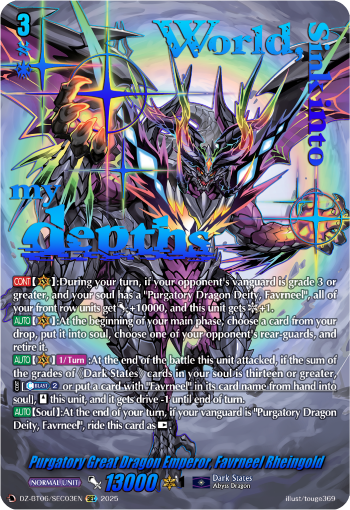 3
World,
Sink into
my
depths
CONT【】:During your turn, if your opponent's vanguard is grade 3 or
greater, and your soul has a "Purgatory Dragon Deity, Favrneel", all of
your front row units get +10000, and this unit gets +1.
AUTO【】:At the beginning of your main phase, choose a card from your
drop, put it into soul, choose one of your opponent's rear-guards, and
retire it.
AUTO【】1/Turn:At the end of the battle this unit attacked, if the sum of
the grades of «Dark States» cards in your soul is thirteen or greater,
COST [BLAST 2 or put a card with "Favrneel" in its card name from hand into
soul], this unit, and it gets drive -1 until end of turn.
AUTO【Soul】:At the end of your turn, if your vanguard is "Purgatory Dragon
Deity, Favrneel", ride this card as
Purgatory Great Dragon Emperor, Favrneel Rheingold
NORMAL UNIT 13000 1 Dark States
Abyss Dragon
DZ-BT06/SEC03EN SEC 2025 illust/touge369